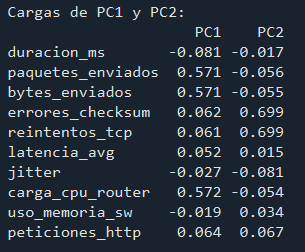 Cargas de PC1 y PC2:
PC1 PC2
duracion_ms -0.081 -0.017
paquetes_enviados 0.571 -0.056
bytes_enviados 0.571 -0.055
errores_checksum 0.062 0.699
reintentos_tcp 0.061 0.699
latencia_avg 0.052 0.015
jitter -0.027 -0.081
carga_cpu_router 0.572 -0.054
uso_memoria_sw -0.019 0.034
peticiones_http 0.064 0.067